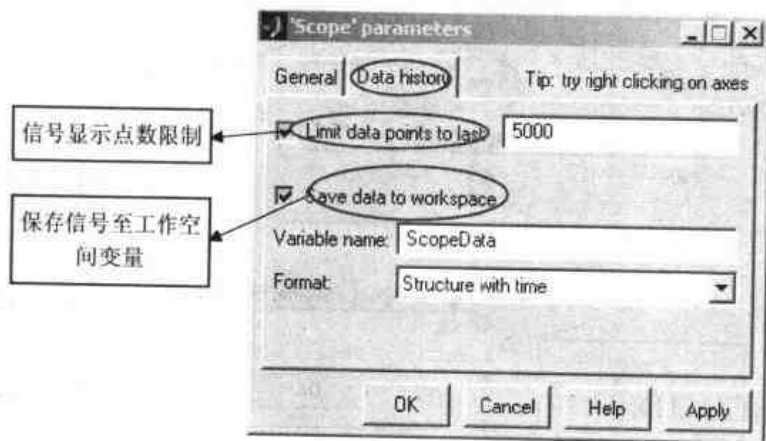 'Scope' parameters
General Data history Tip: try right clicking on axes
信号显示点数限制
Limit data points to last 5000
Save data to workspace
保存信号至工作空
间变量
Variable name: ScopeData
Format: Structure with time
OK Cancel Help Apply